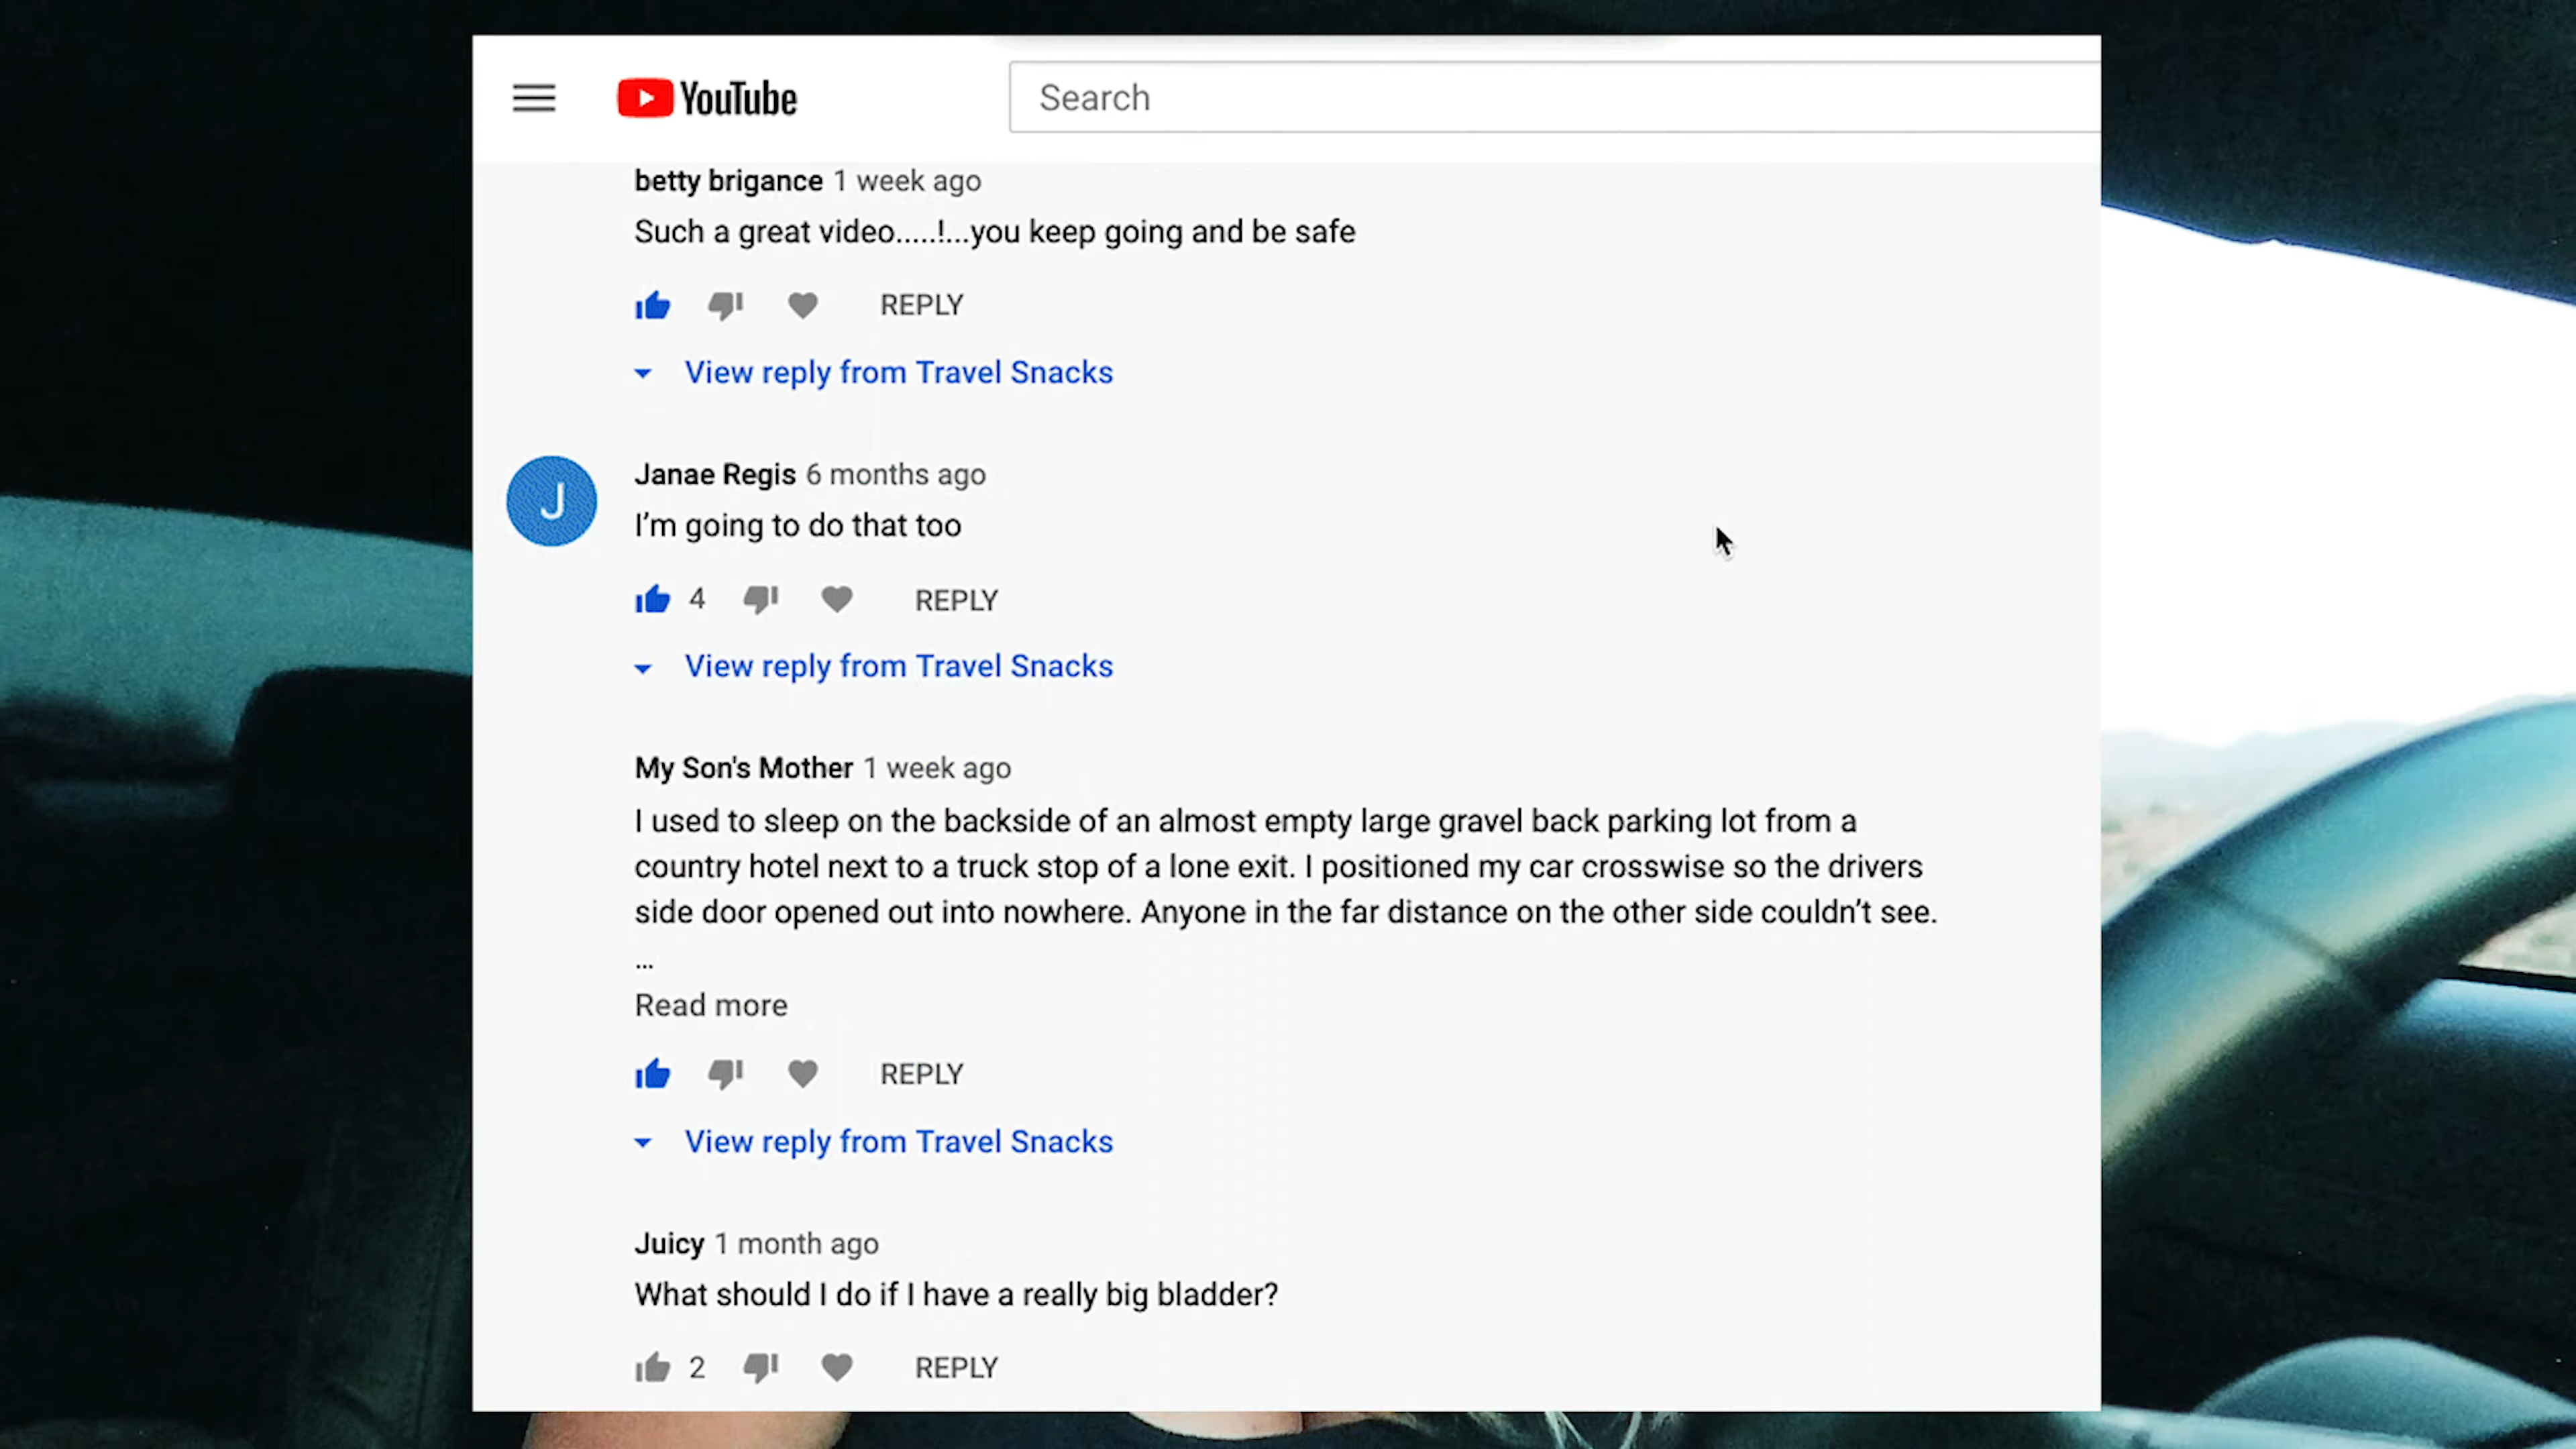 YouTube
Search
betty brigance 1 week ago
Such a great video.....!...you keep going and be safe
REPLY
View reply from Travel Snacks
J
Janae Regis 6 months ago
I'm going to do that too
4 REPLY
View reply from Travel Snacks
My Son's Mother 1 week ago
I used to sleep on the backside of an almost empty large gravel back parking lot from a
country hotel next to a truck stop of a lone exit. I positioned my car crosswise so the drivers
side door opened out into nowhere. Anyone in the far distance on the other side couldn't see.
...
Read more
REPLY
View reply from Travel Snacks
Juicy 1 month ago
What should I do if I have a really big bladder?
2 REPLY